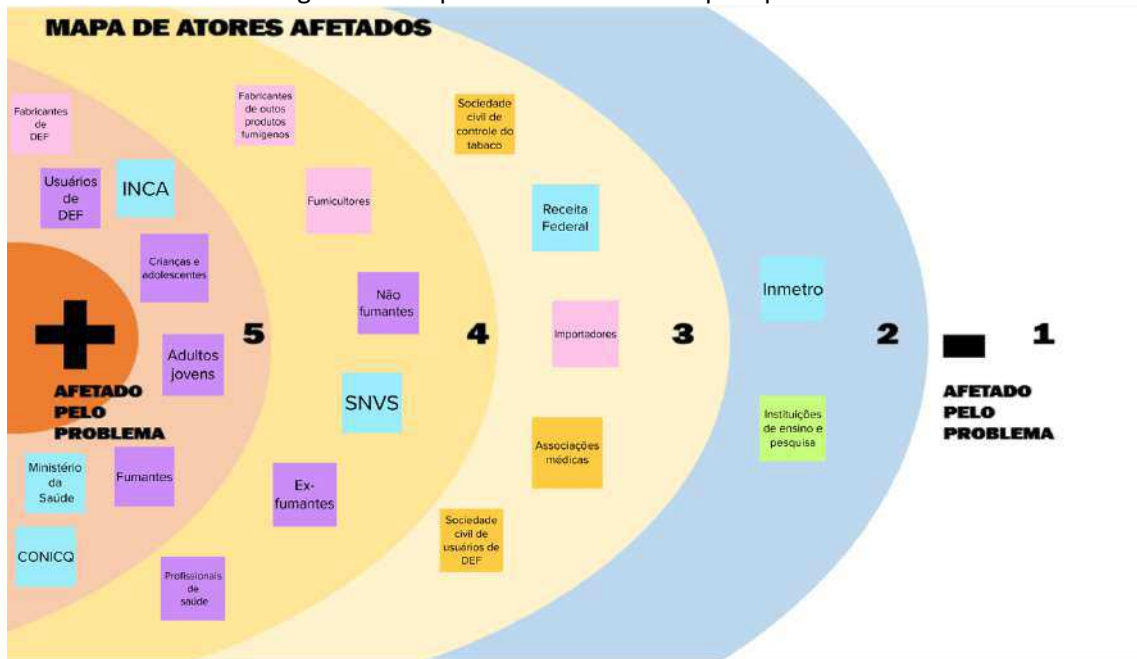 MAPA DE ATORES AFETADOS
Fabricantes
de
DEF
Usuários
de
DEF
INCA
Crianças e
adolescentes
Adultos
jovens
5
AFETADO
PELO
PROBLEMA
Ministério
da
Saúde
Fumantes
CONICQ
Profissionais
de
saúde
Fabricantes
de outos
produtos
fumígenos
Fumicultores
Não
fumantes
4
SNVS
Ex-
fumantes
Sociedade
civil de
controle do
tabaco
Receita
Federal
Importadores
3
Associações
médicas
Sociedade
civil de
usuários de
DEF
Inmetro
2
Instituições
de ensino e
pesquisa
1
AFETADO
PELO
PROBLEMA